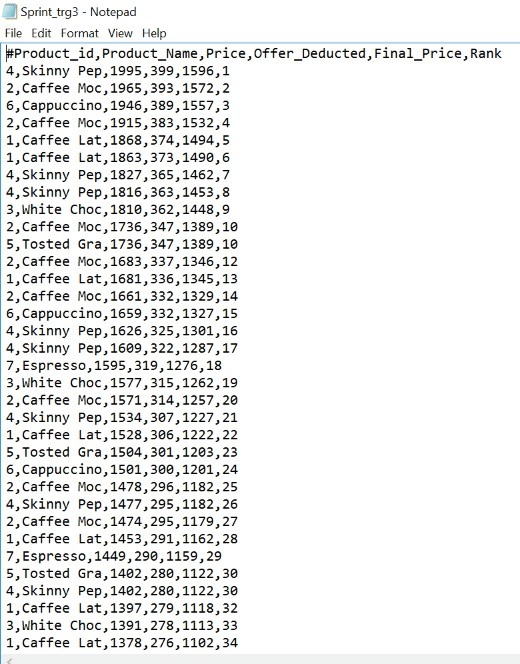 Sprint_trg3 - Notepad
File Edit Format View Help
#Product_id,Product_Name,Price,Offer_Deducted,Final_Price,Rank
4,Skinny Pep,1995,399,1596,1
2,Caffee Moc,1965,393,1572,2
6,Cappuccino,1946,389,1557,3
2,Caffee Moc,1915,383,1532,4
1,Caffee Lat,1868,374,1494,5
1,Caffee Lat,1863,373,1490,6
4,Skinny Pep,1827,365,1462,7
4,Skinny Pep,1816,363,1453,8
3,White Choc,1810,362,1448,9
2,Caffee Moc,1736,347,1389,10
5,Tosted Gra,1736,347,1389,10
2,Caffee Moc,1683,337,1346,12
1,Caffee Lat,1681,336,1345,13
2,Caffee Moc,1661,332,1329,14
6,Cappuccino,1659,332,1327,15
4,Skinny Pep,1626,325,1301,16
4,Skinny Pep,1609,322,1287,17
7,Espresso,1595,319,1276,18
3,White Choc,1577,315,1262,19
2,Caffee Moc,1571,314,1257,20
4,Skinny Pep,1534,307,1227,21
1,Caffee Lat,1528,306,1222,22
5,Tosted Gra,1504,301,1203,23
6,Cappuccino,1501,300,1201,24
2,Caffee Moc,1478,296,1182,25
4,Skinny Pep,1477,295,1182,26
2,Caffee Moc,1474,295,1179,27
1,Caffee Lat,1453,291,1162,28
7,Espresso,1449,290,1159,29
5,Tosted Gra,1402,280,1122,30
4,Skinny Pep,1402,280,1122,30
1,Caffee Lat,1397,279,1118,32
3,White Choc,1391,278,1113,33
1,Caffee Lat,1378,276,1102,34